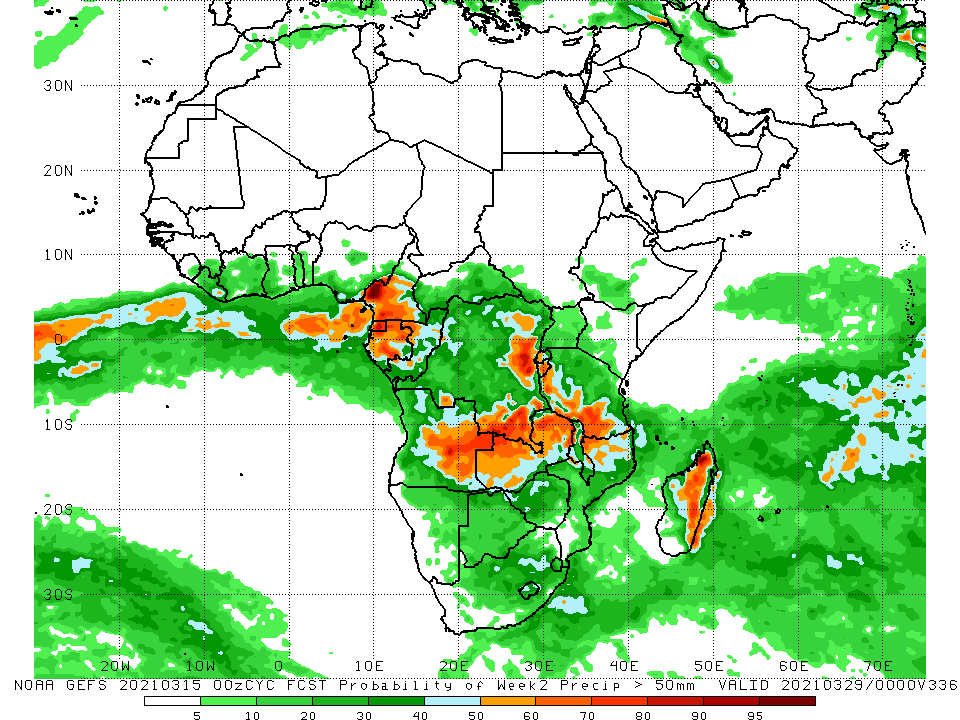 30N
20N
10N
0
10S
20S
30S
20W 10W 0 10E 20E 30E 40E 50E 60E 70E
NOAA GEFS 20210315 00zCYC FCST Probability of Week2 Precip > 50mm VALID 20210329/0000V336
5 10 20 30 40 50 60 70 80 90 95